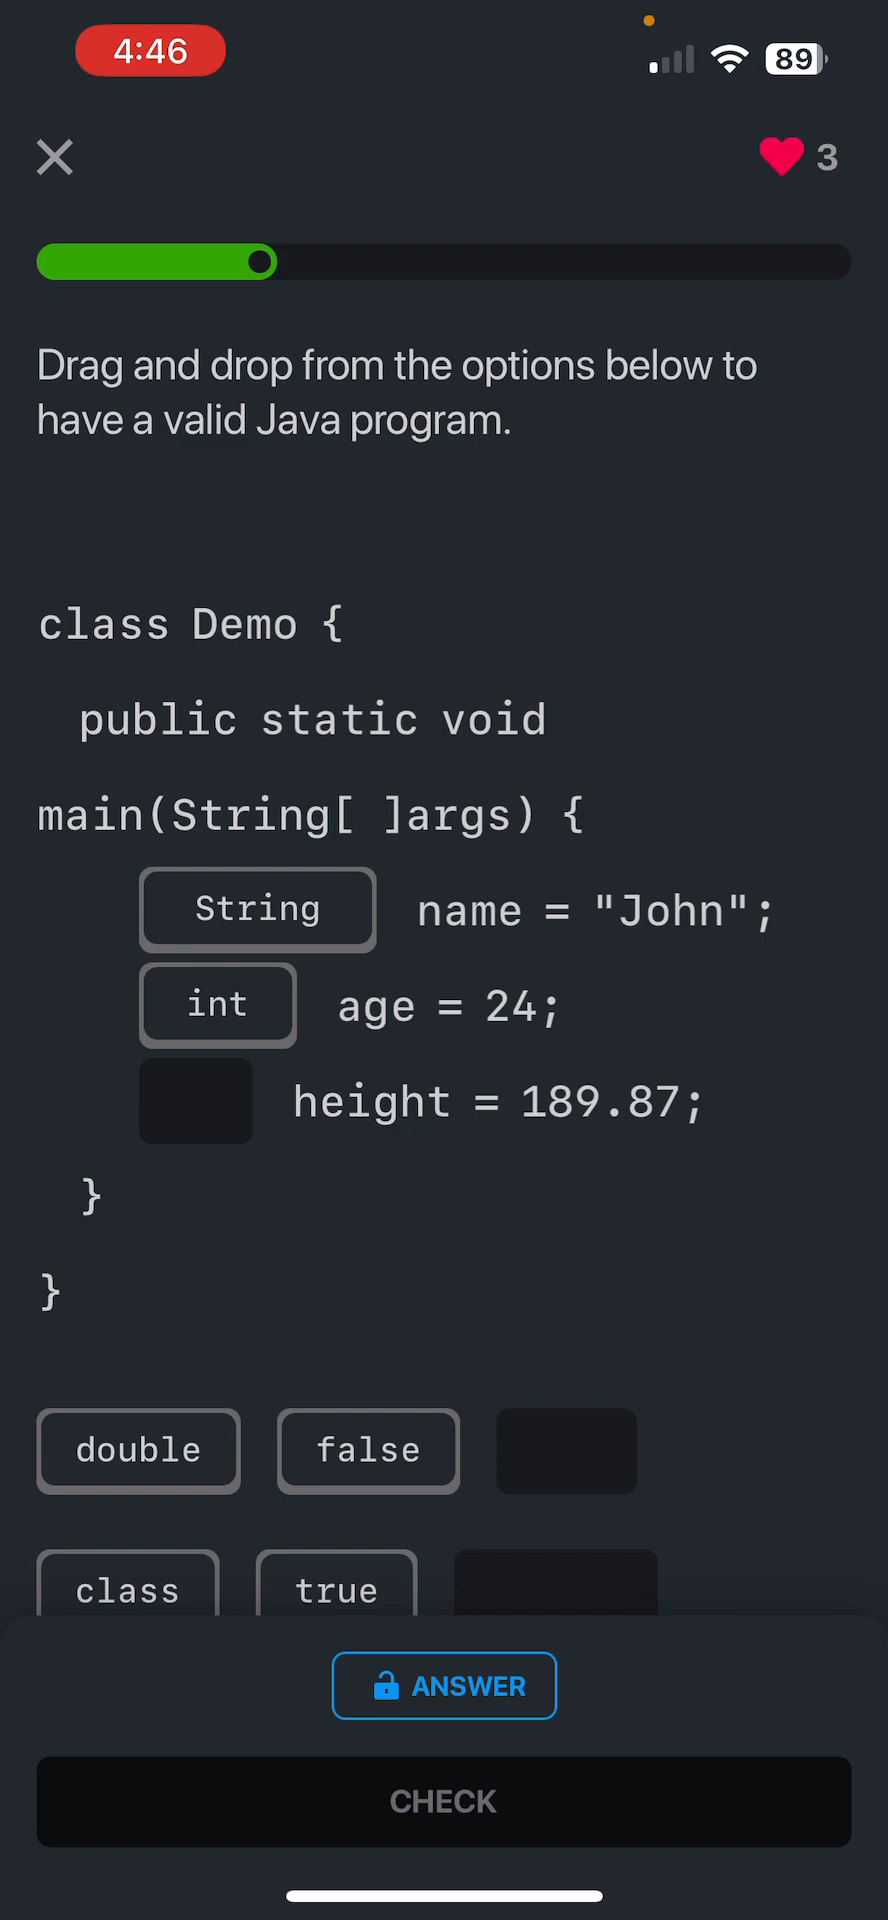 4:46
89
3
Drag and drop from the options below to
have a valid Java program.
class Demo {
public static void
main(String[ ]args) {
String name = "John";
int age = 24;
height = 189.87;
}
}
double false
class true
ANSWER
CHECK